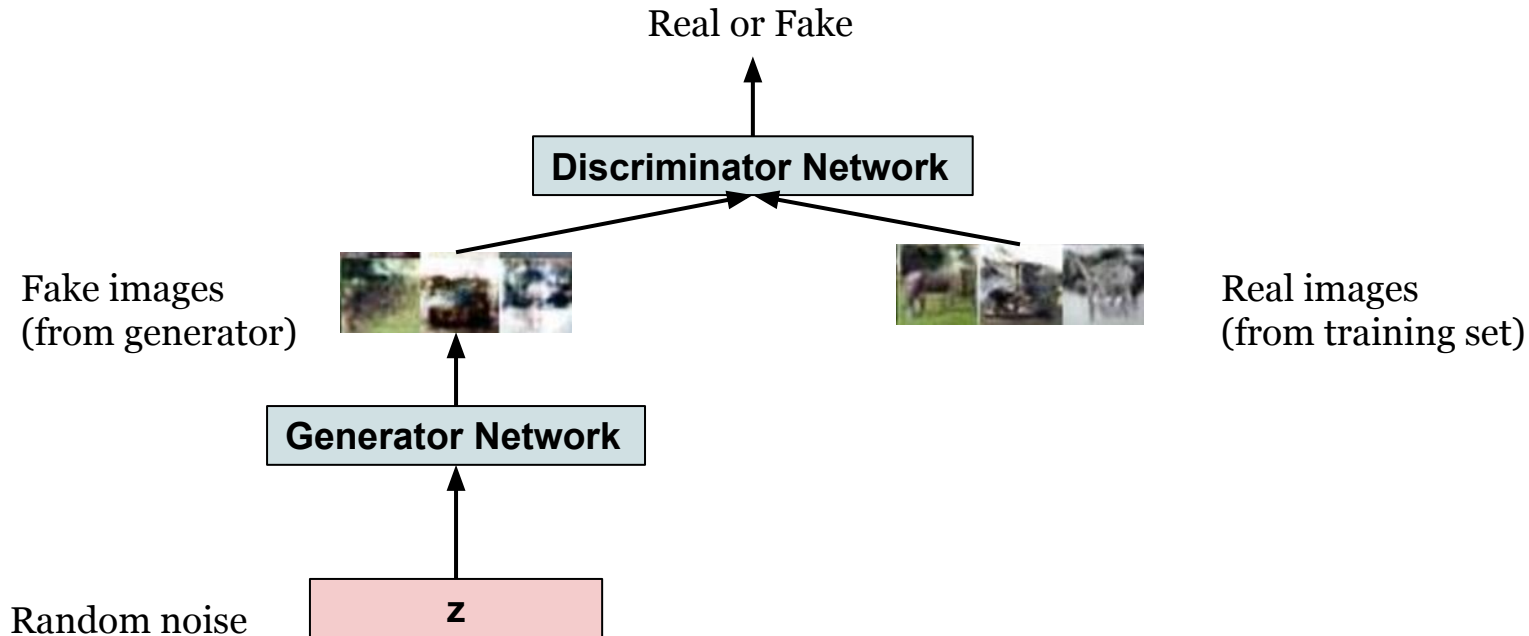 Real or Fake
Discriminator Network
Fake images
(from generator)
Real images
(from training set)
Generator Network
Random noise
z